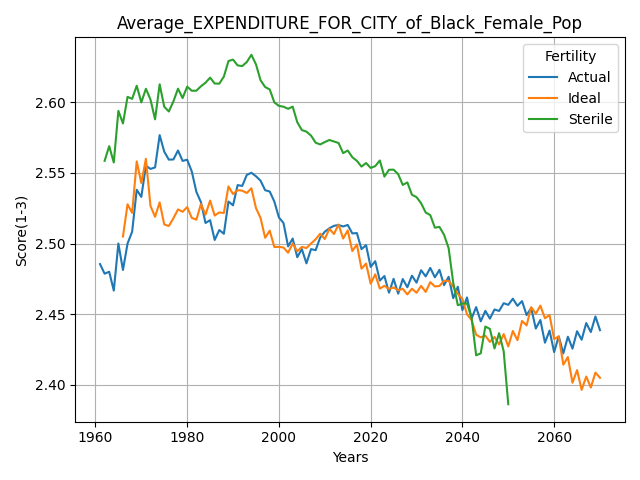 Average_EXPENDITURE_FOR_CITY_of_Black_Female_Pop
Fertility
Actual
Ideal
Sterile
Score(1-3)
2.60
2.55
2.50
2.45
2.40
1960 1980 2000 2020 2040 2060
Years